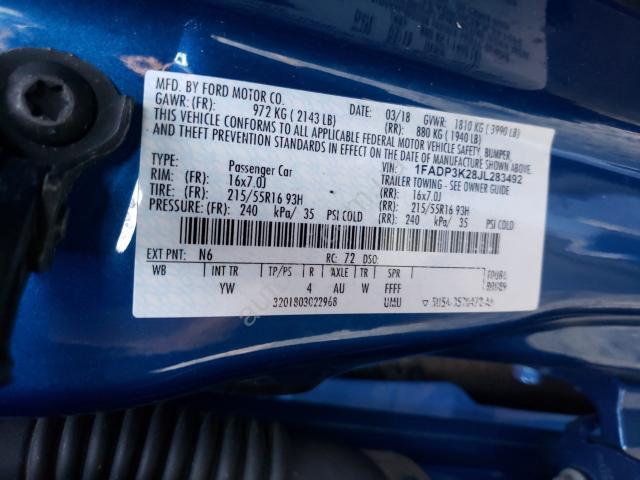 MFD. BY FORD MOTOR CO.
03/18 GVWR: 1810 KG ( 3990 LB)
GAWR: (FR): 972 KG ( 2143 LB) (RR): 880 KG ( 1940 LB)
THIS VEHICLE CONFORMS TO ALL APPLICABLE FEDERAL MOTOR VEHICLE SAFETY, BUMPER,
AND THEFT PREVENTION STANDARDS IN EFFECT ON THE DATE OF MANUFACTURE SHOWN ABOVE.
VIN: 1FADP3K28JL283492
TYPE: Passenger Car TRAILER TOWING - SEE OWNER GUIDE
RIM: (FR): 16x7.0J (RR): 16x7.0J
TIRE: (FR): 215/55R16 93H (RR): 215/55R16 93H
PRESSURE: (FR): 240 kPa/ 35 PSI COLD (RR): 240 kPa/ 35 PSI COLD
EXT PNT: N6 RC: 72 DSO:
WB INT TR TP/PS R AXLE TR SPR
YW 4 AU W FFFF
3201803022968 UMU